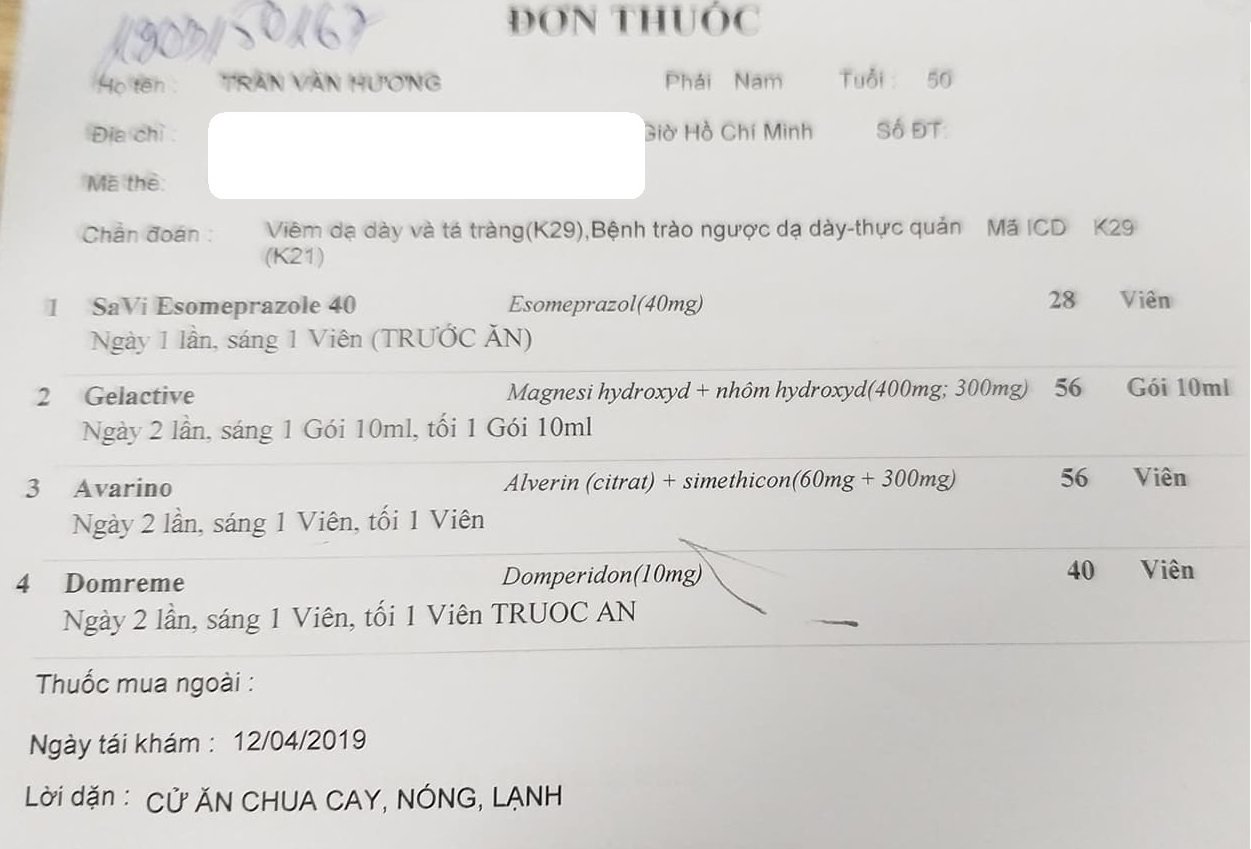 ĐƠN THUỐC
1903150167
Họ tên : TRẦN VĂN HƯƠNG Phái Nam Tuổi : 50
Địa chỉ : Giờ Hồ Chí Minh Số ĐT:
Mã thẻ:
Chẩn đoán : Viêm dạ dày và tá tràng(K29),Bệnh trào ngược dạ dày-thực quản Mã ICD K29
(K21)
1 SaVi Esomeprazole 40 Esomeprazol(40mg) 28 Viên
Ngày 1 lần, sáng 1 Viên (TRƯỚC ĂN)
2 Gelactive Magnesi hydroxyd + nhôm hydroxyd(400mg; 300mg) 56 Gói 10ml
Ngày 2 lần, sáng 1 Gói 10ml, tối 1 Gói 10ml
3 Avarino Alverin (citrat) + simethicon(60mg + 300mg) 56 Viên
Ngày 2 lần, sáng 1 Viên, tối 1 Viên
4 Domreme Domperidon(10mg) 40 Viên
Ngày 2 lần, sáng 1 Viên, tối 1 Viên TRUOC AN
Thuốc mua ngoài :
Ngày tái khám : 12/04/2019
Lời dặn : CỬ ĂN CHUA CAY, NÓNG, LẠNH